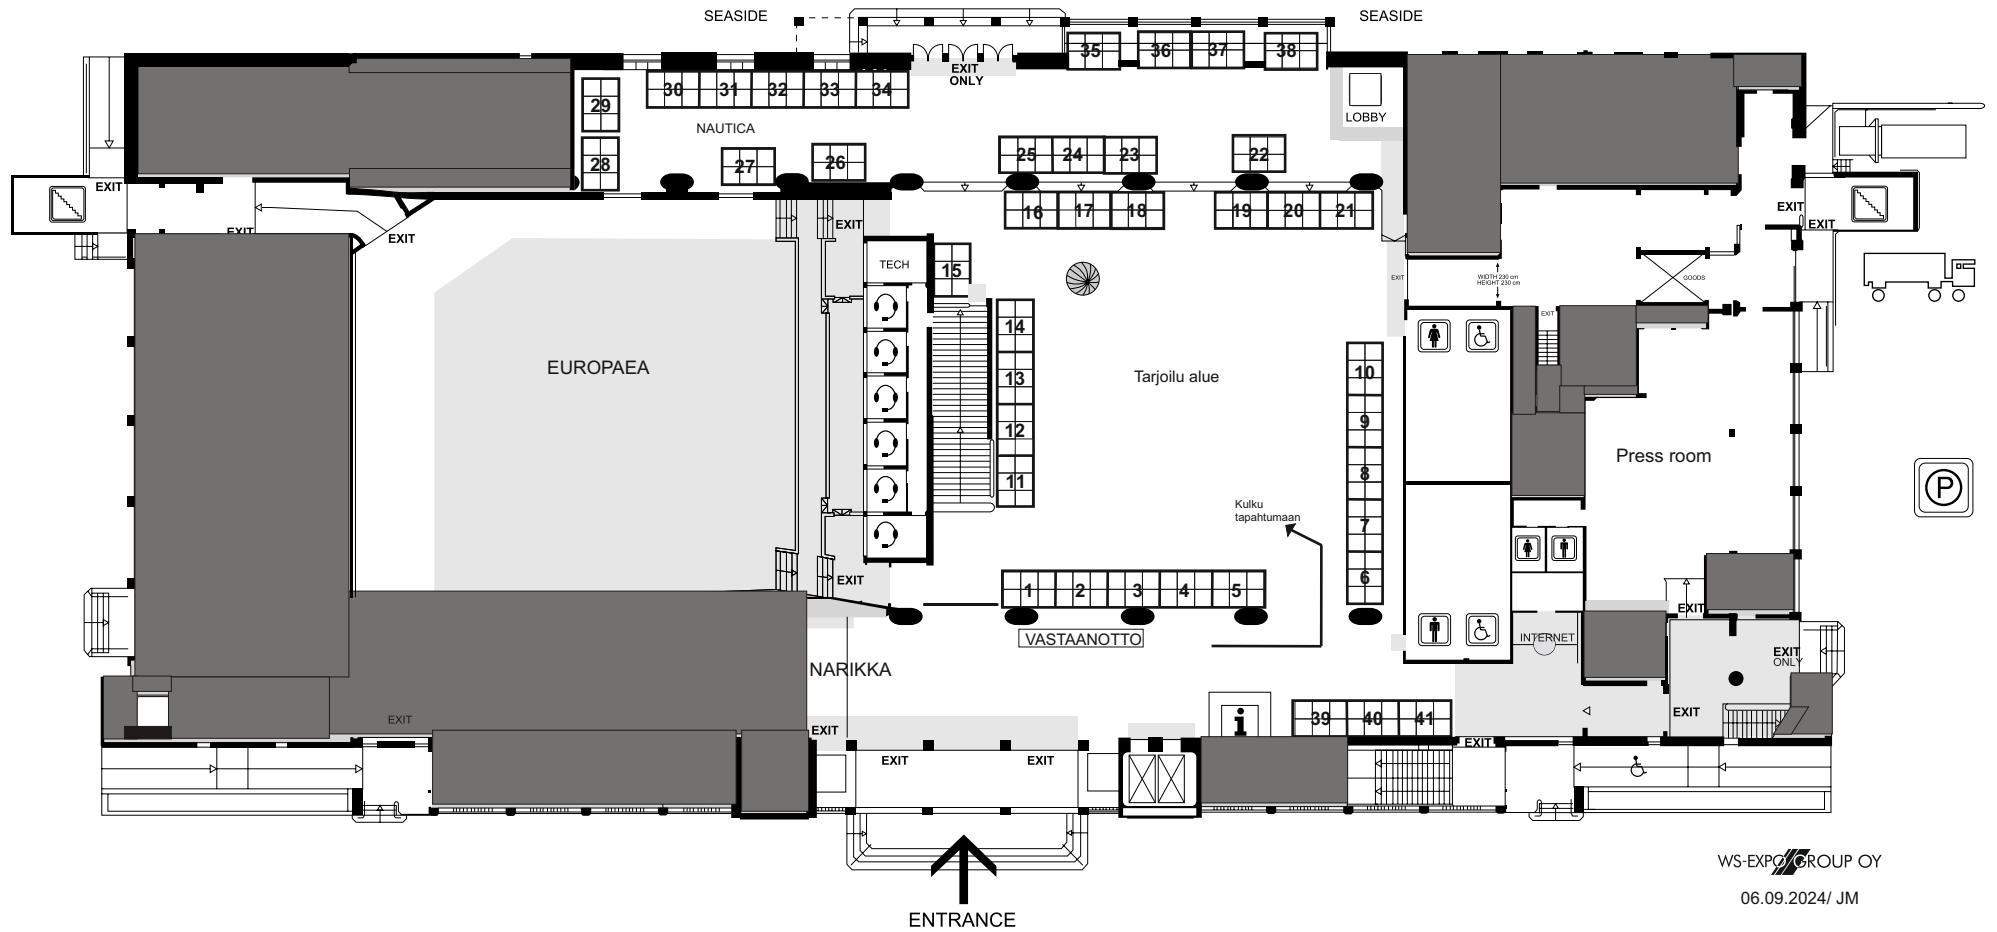 SEASIDE
SEASIDE
35 36 37 38
EXIT
ONLY
30 31 32 33 34
29
LOBBY
NAUTICA
28 27 26 25 24 23 22
EXIT
EXIT
EXIT
EXIT
EXIT
EXIT
EXIT
16 17 18 19 20 21
TECH
15
EXIT
WIDTH 230 cm
HEIGHT 230 cm
GOODS
EXIT
14
EUROPAEA
13
Tarjoilu alue
10
9
12
Press room
8
11
P
Kulku
tapahtumaan
7
6
EXIT
1 2 3 4 5
EXIT
VASTAANOTTO
INTERNET
EXIT
ONLY
NARIKKA
EXIT
EXIT
i
39 40 41
EXIT
EXIT
EXIT
EXIT
EXIT
WS-EXPO GROUP OY
06.09.2024/ JM
ENTRANCE